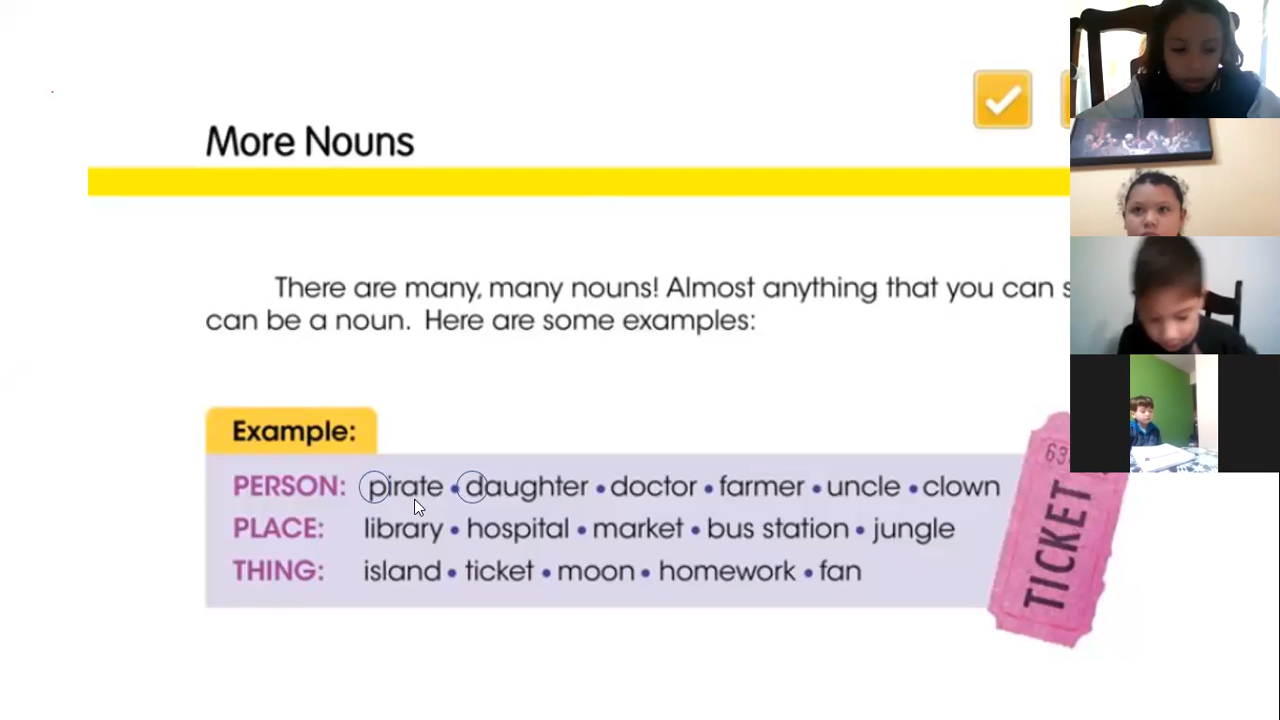 More Nouns
There are many, many nouns! Almost anything that you can
can be a noun. Here are some examples:
Example:
PERSON: pirate • daughter • doctor • farmer • uncle • clown
PLACE: library • hospital • market • bus station • jungle
THING: island • ticket • moon • homework • fan
63
TICKET